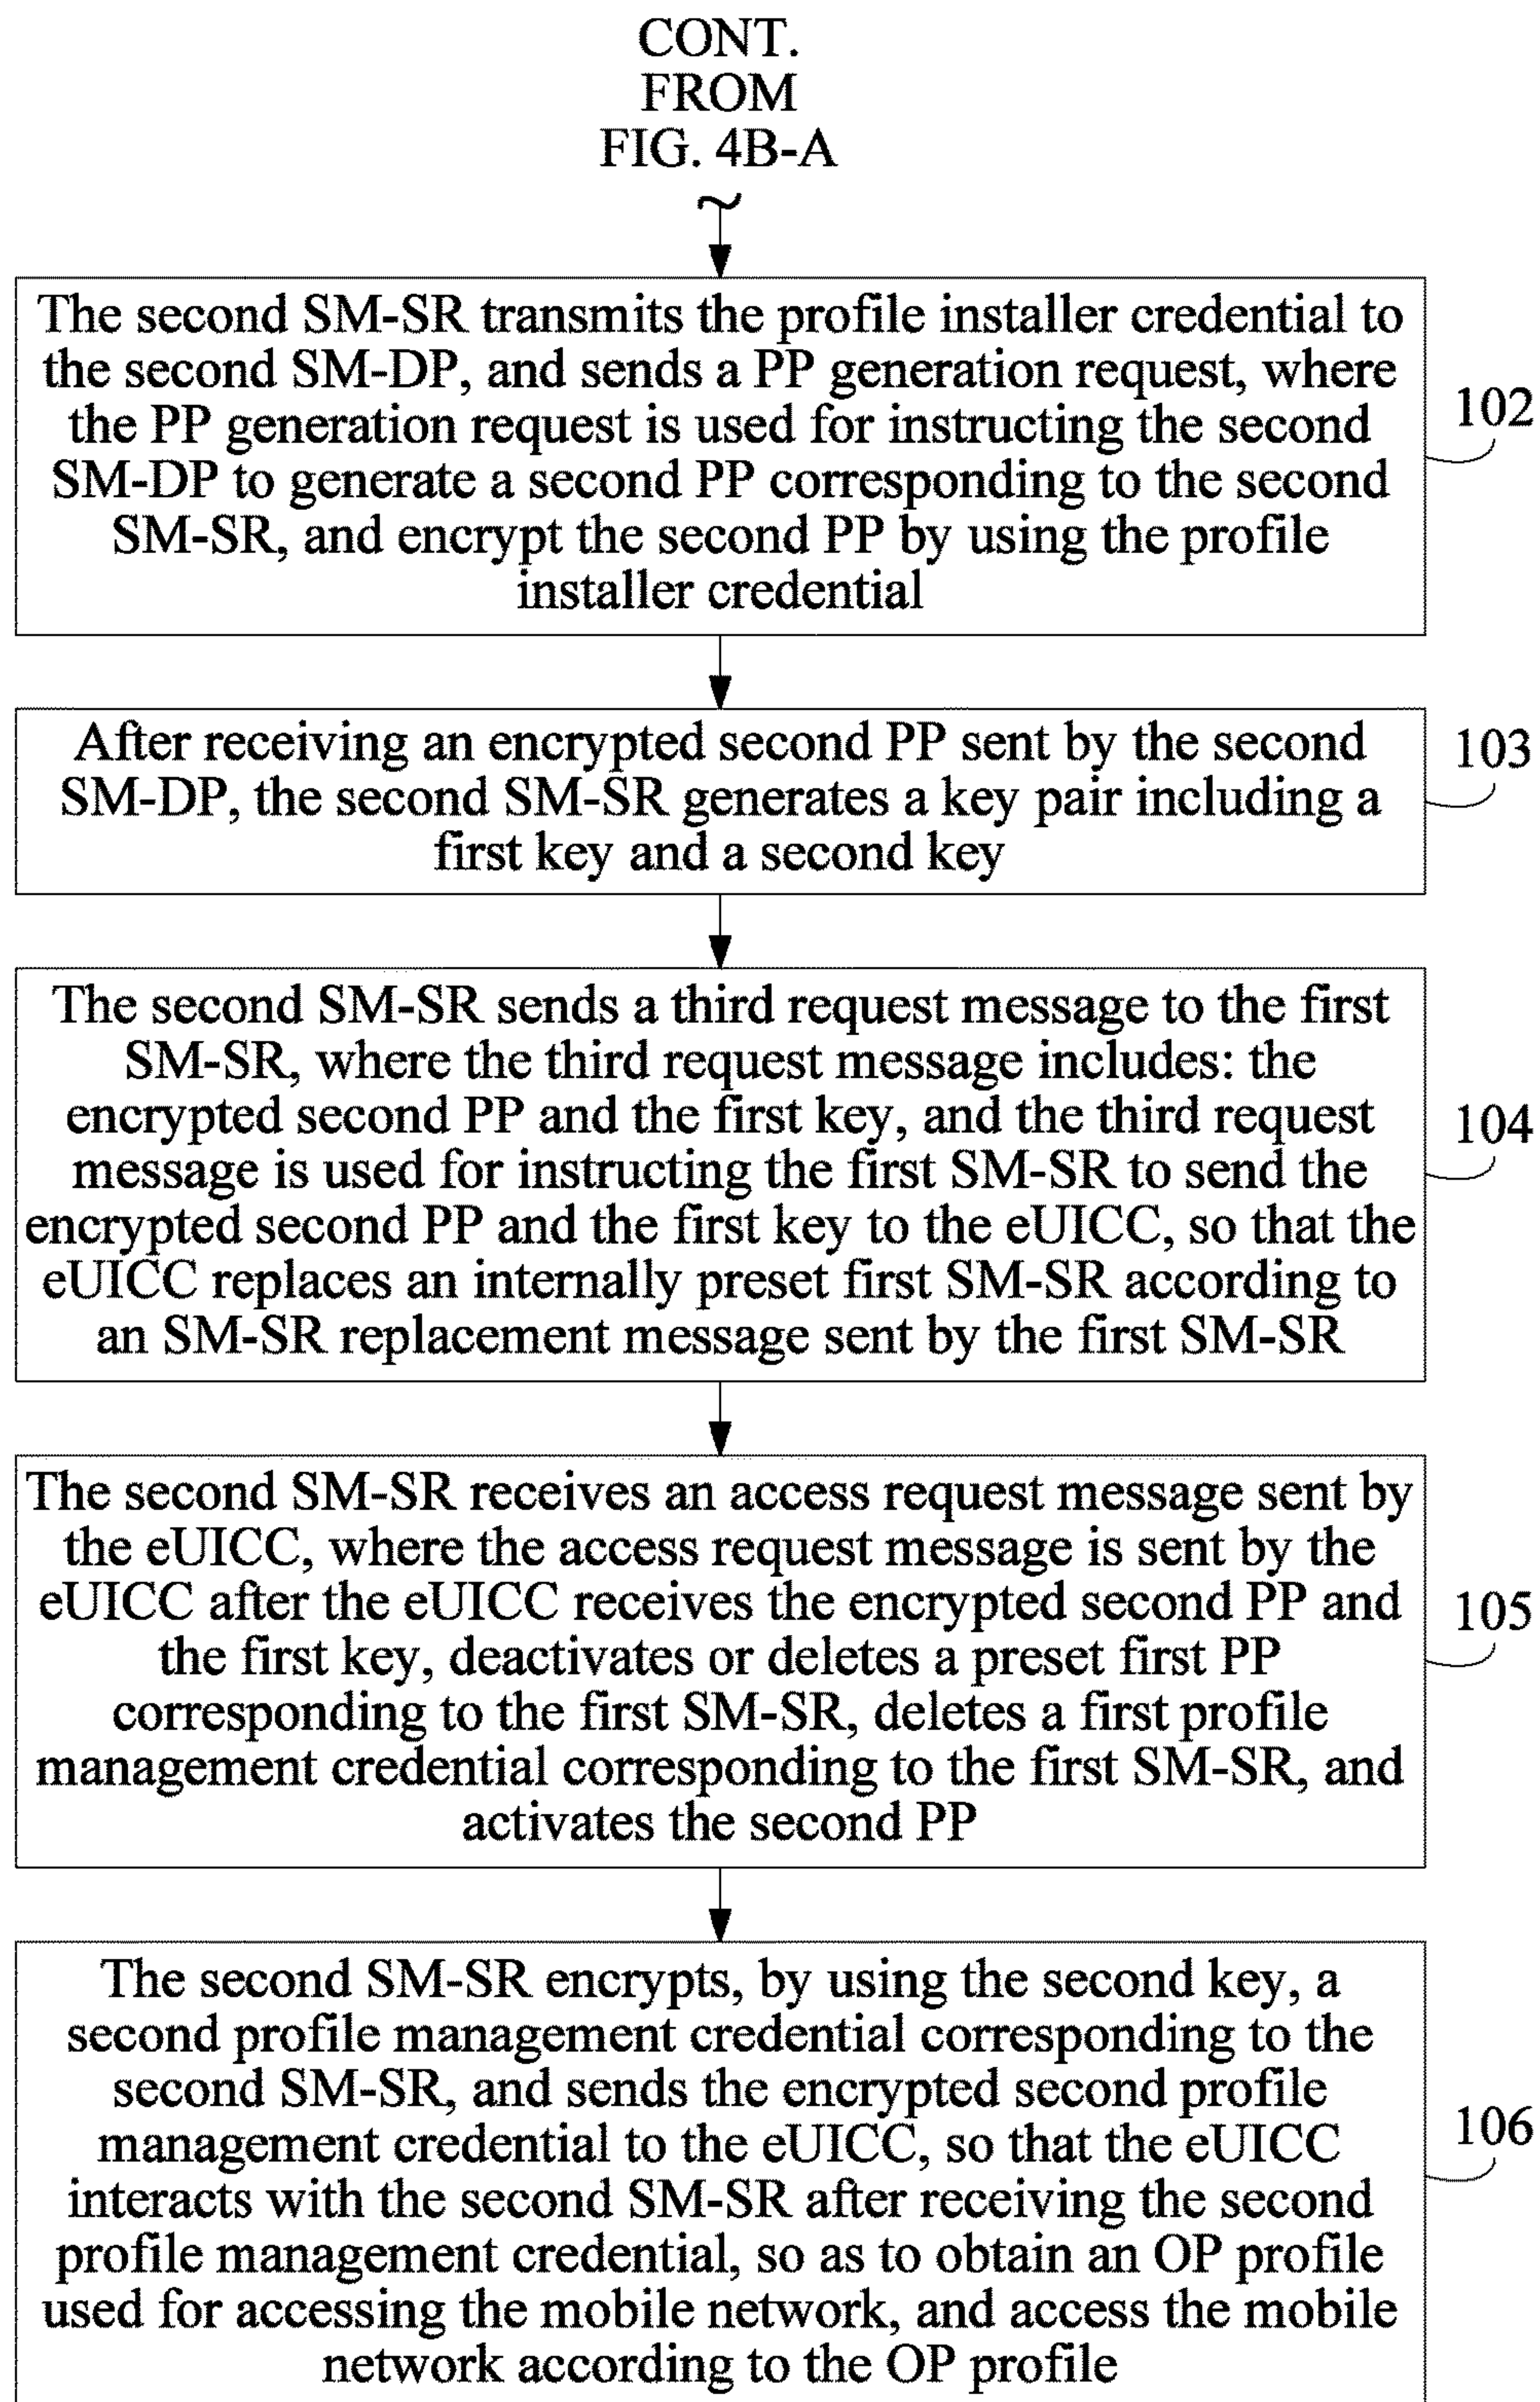 CONT.
FROM
FIG. 4B-A
The second SM-SR transmits the profile installer credential to
the second SM-DP, and sends a PP generation request, where
the PP generation request is used for instructing the second
SM-DP to generate a second PP corresponding to the second
SM-SR, and encrypt the second PP by using the profile
installer credential
102
After receiving an encrypted second PP sent by the second
SM-DP, the second SM-SR generates a key pair including a
first key and a second key
103
The second SM-SR sends a third request message to the first
SM-SR, where the third request message includes: the
encrypted second PP and the first key, and the third request
message is used for instructing the first SM-SR to send the
encrypted second PP and the first key to the eUICC, so that the
eUICC replaces an internally preset first SM-SR according to
an SM-SR replacement message sent by the first SM-SR
104
The second SM-SR receives an access request message sent by
the eUICC, where the access request message is sent by the
eUICC after the eUICC receives the encrypted second PP and
the first key, deactivates or deletes a preset first PP
corresponding to the first SM-SR, deletes a first profile
management credential corresponding to the first SM-SR, and
activates the second PP
105
The second SM-SR encrypts, by using the second key, a
second profile management credential corresponding to the
second SM-SR, and sends the encrypted second profile
management credential to the eUICC, so that the eUICC
interacts with the second SM-SR after receiving the second
profile management credential, so as to obtain an OP profile
used for accessing the mobile network, and access the mobile
network according to the OP profile
106